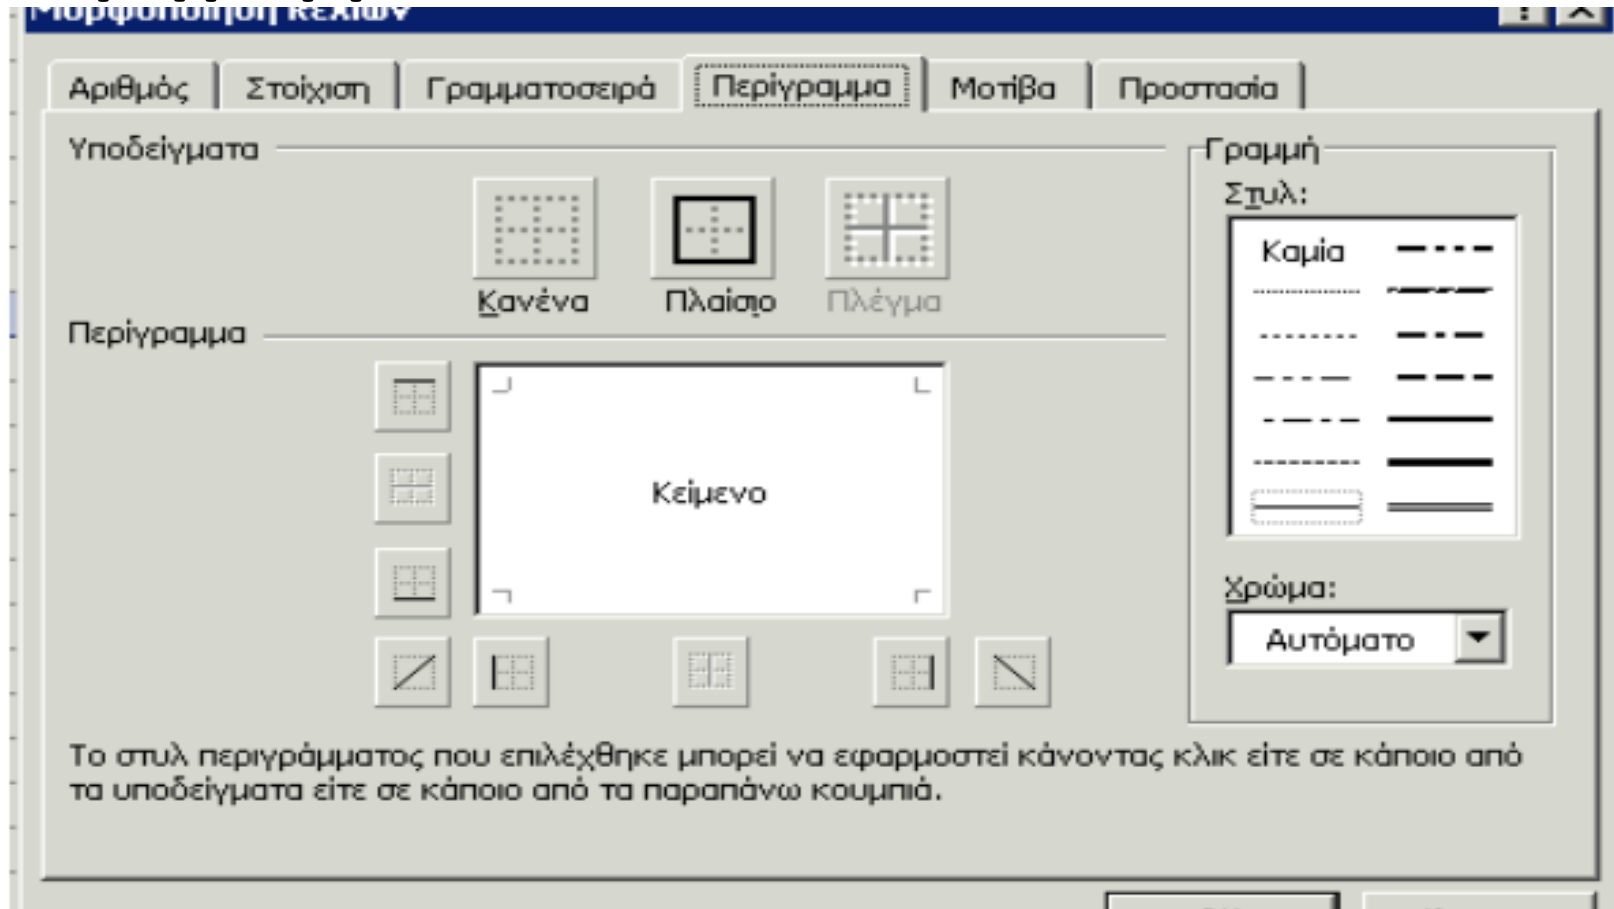 Μορφοποίηση κελιών
Αριθμός Στοίχιση Γραμματοσειρά Περίγραμμα Μοτίβα Προστασία
Υποδείγματα
Κανένα Πλαίσιο Πλέγμα
Περίγραμμα
Κείμενο
Γραμμή
Στυλ:
Καμία
Χρώμα:
Αυτόματο
Το στυλ περιγράμματος που επιλέχθηκε μπορεί να εφαρμοστεί κάνοντας κλικ είτε σε κάποιο από
τα υποδείγματα είτε σε κάποιο από τα παραπάνω κουμπιά.